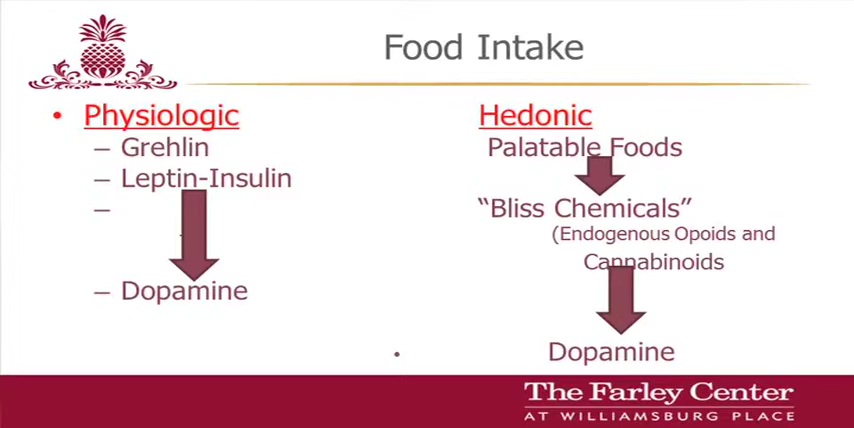 Food Intake
• Physiologic
– Grehlin
– Leptin-Insulin
–
– Dopamine
Hedonic
Palatable Foods
“Bliss Chemicals”
(Endogenous Opoids and
Cannabinoids
Dopamine
•
The Farley Center
AT WILLIAMSBURG PLACE